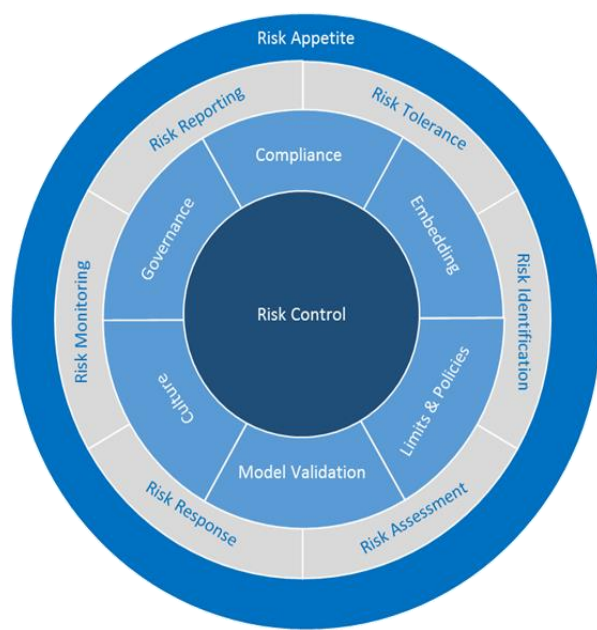 Risk Appetite
Risk Reporting
Risk Tolerance
Compliance
Governance
Embedding
Risk Monitoring
Risk Control
Risk Identification
Culture
Limits & Policies
Model Validation
Risk Response
Risk Assessment